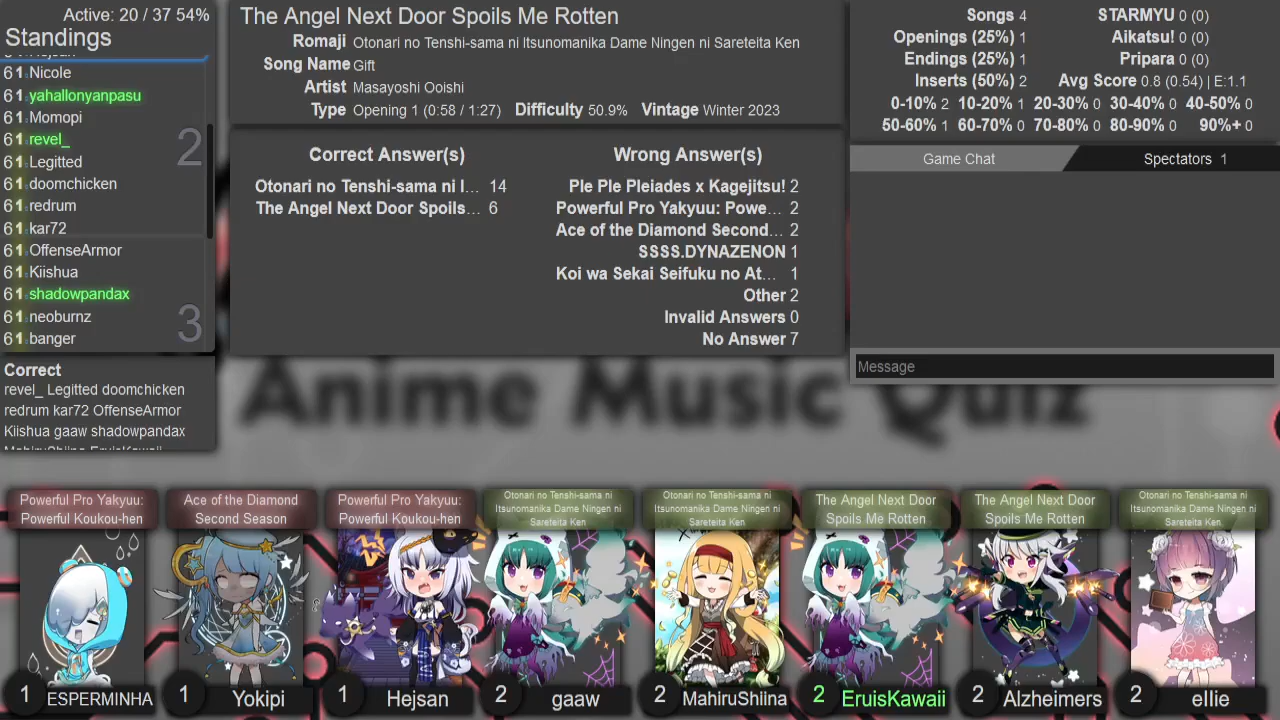 Active: 20 / 37 54%
Standings
61 Nicole
61 yahallonyanpasu
61 Momopi
61 revel_
2
61 Legitted
61 doomchicken
61 redrum
61 kar72
61 OffenseArmor
61 Kiishua
61 shadowpandax
61 neoburnz
3
61 banger
Correct
revel_ Legitted doomchicken
redrum kar72 OffenseArmor
Kiishua gaaw shadowpandax
MahiruShiina EruisKawaii
The Angel Next Door Spoils Me Rotten
Romaji Otonari no Tenshi-sama ni Itsunomanika Dame Ningen ni Sareteita Ken
Song Name Gift
Artist Masayoshi Ooishi
Type Opening 1 (0:58 / 1:27) Difficulty 50.9% Vintage Winter 2023
Correct Answer(s)
Otonari no Tenshi-sama ni I... 14
The Angel Next Door Spoils... 6
Wrong Answer(s)
Ple Ple Pleiades x Kagejitsu! 2
Powerful Pro Yakyuu: Powe... 2
Ace of the Diamond Second... 2
SSSS.DYNAZENON 1
Koi wa Sekai Seifuku no At... 1
Other 2
Invalid Answers 0
No Answer 7
Songs 4 STARMYU 0 (0)
Openings (25%) 1 Aikatsu! 0 (0)
Endings (25%) 1 Pripara 0 (0)
Inserts (50%) 2 Avg Score 0.8 (0.54) | E:1.1
0-10% 2 10-20% 1 20-30% 0 30-40% 0 40-50% 0
50-60% 1 60-70% 0 70-80% 0 80-90% 0 90%+ 0
Game Chat Spectators 1
Message
Anime Music Quiz
Powerful Pro Yakyuu:
Powerful Koukou-hen
Ace of the Diamond
Second Season
Powerful Pro Yakyuu:
Powerful Koukou-hen
Otonari no Tenshi-sama ni
Itsunomanika Dame Ningen ni
Sareteita Ken
Otonari no Tenshi-sama ni
Itsunomanika Dame Ningen ni
Sareteita Ken
The Angel Next Door
Spoils Me Rotten
The Angel Next Door
Spoils Me Rotten
Otonari no Tenshi-sama ni
Itsunomanika Dame Ningen ni
Sareteita Ken
1 ESPERMINHA
1 Yokipi
1 Hejsan
2 gaaw
2 MahiruShiina
2 EruisKawaii
2 Alzheimers
2 ellie